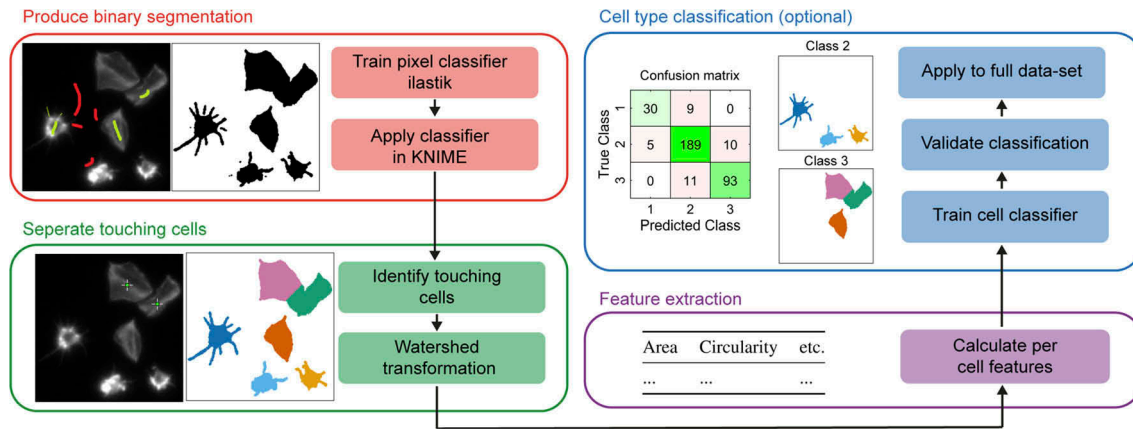 Produce binary segmentation
Train pixel classifier
ilastik
Apply classifier
in KNIME
Seperate touching cells
Identify touching
cells
Watershed
transformation
Cell type classification (optional)
Confusion matrix
True Class
1 30 9 0
2 5 189 10
3 0 11 93
1 2 3
Predicted Class
Class 2
Class 3
Apply to full data-set
Validate classification
Train cell classifier
Feature extraction
Area Circularity etc.
... ... ...
Calculate per
cell features